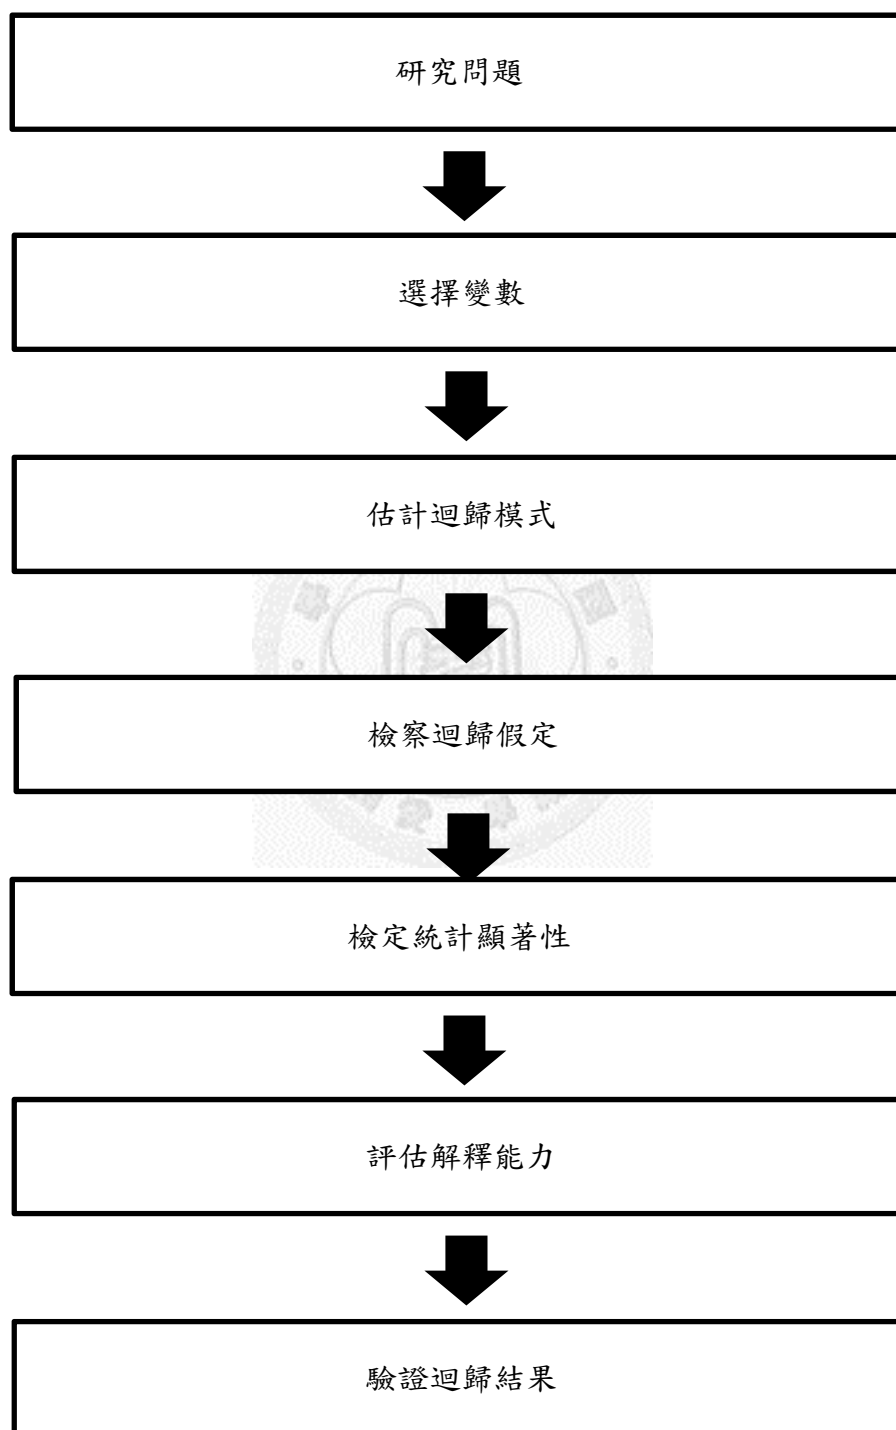 研究問題
選擇變數
估計迴歸模式
檢察迴歸假定
檢定統計顯著性
評估解釋能力
驗證迴歸結果